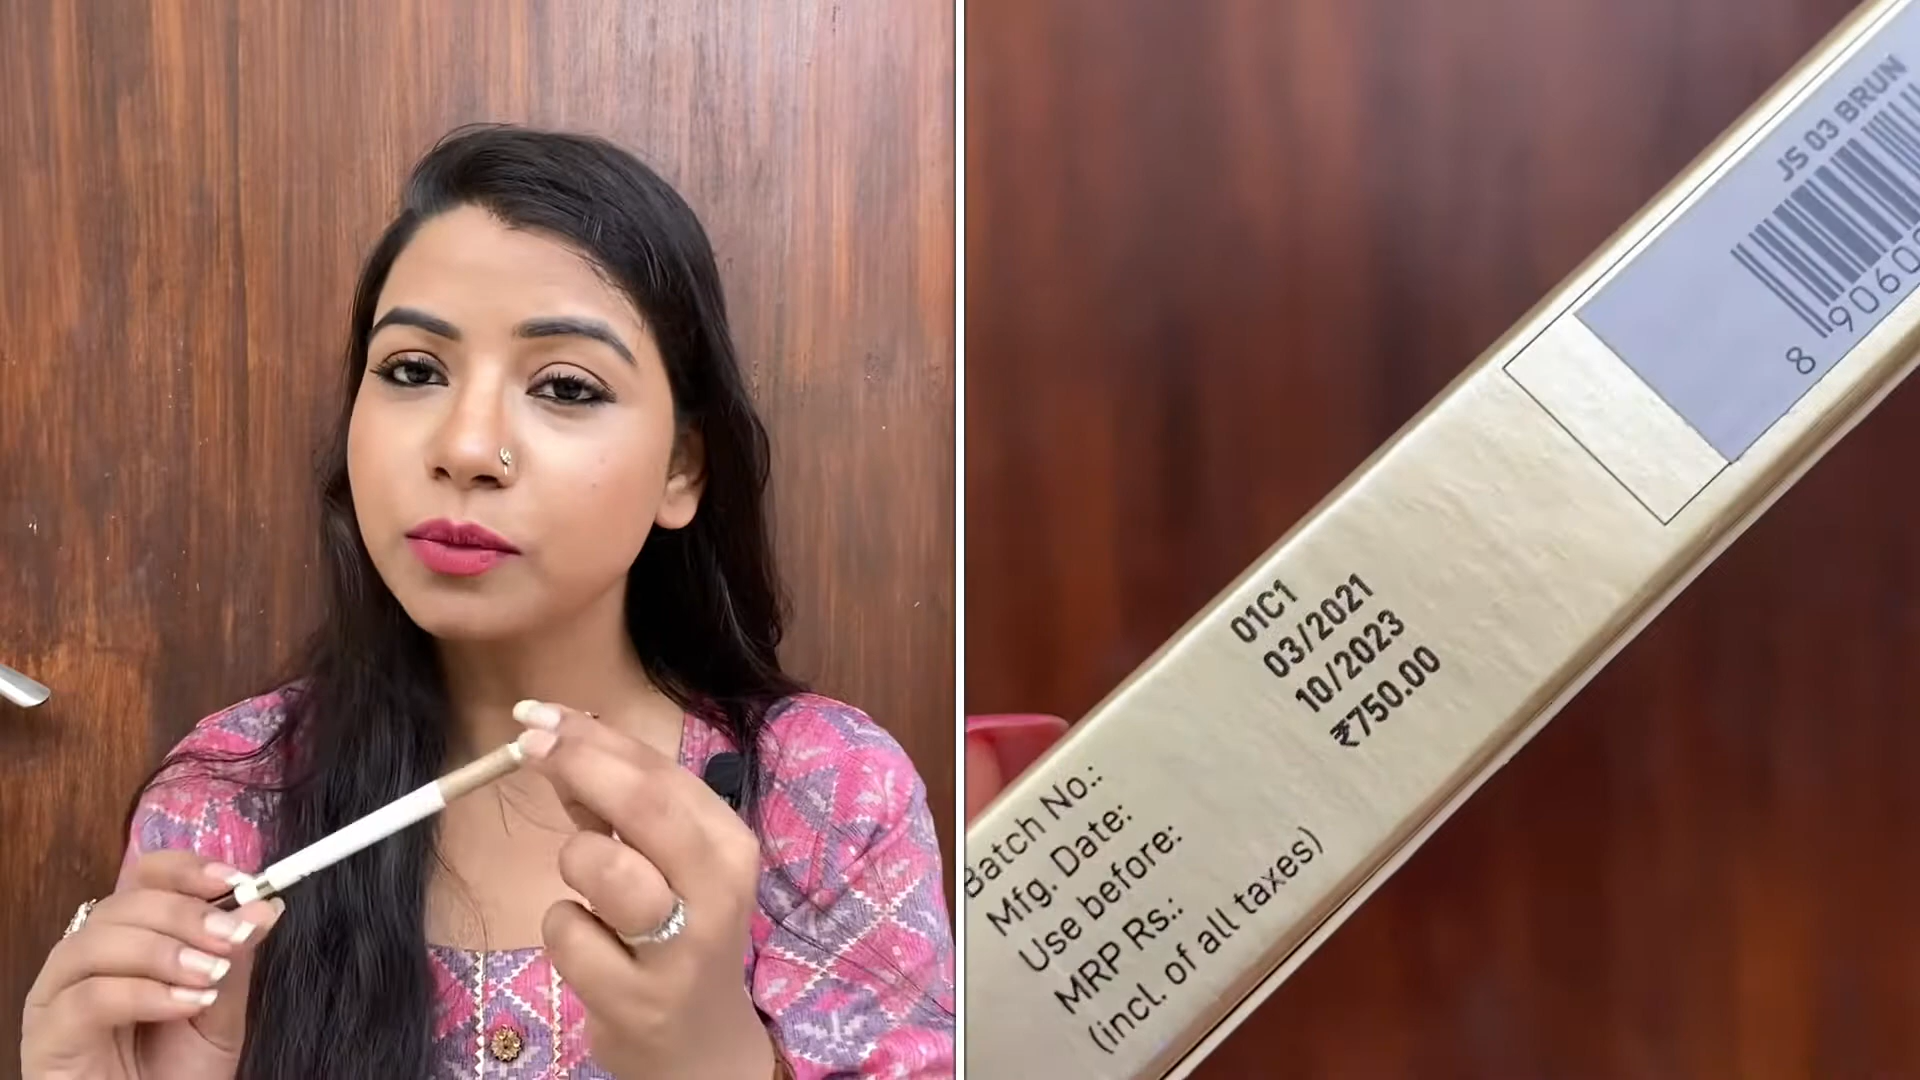 JS 03 BRUN
8 90600
01C1
03/2021
10/2023
₹750.00
Batch No.:
Mfg. Date:
Use before:
MRP Rs.:
(incl. of all taxes)